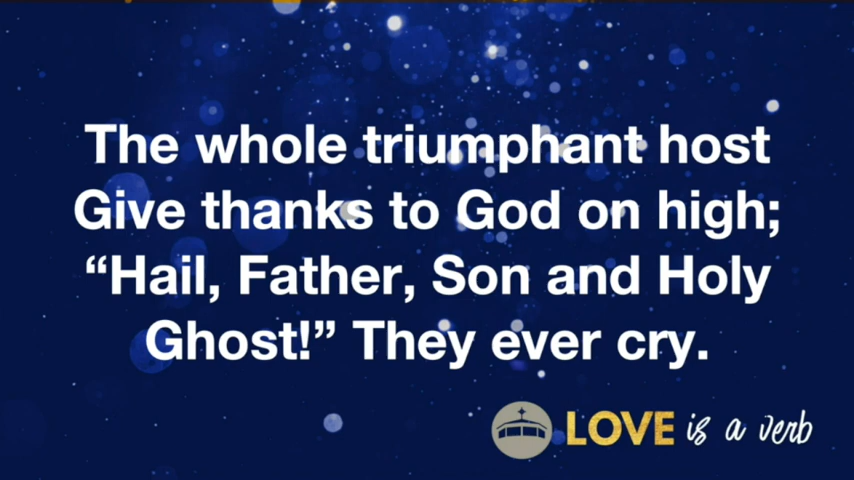 The whole triumphant host
Give thanks to God on high;
“Hail, Father, Son and Holy
Ghost!” They ever cry.
LOVE is a verb